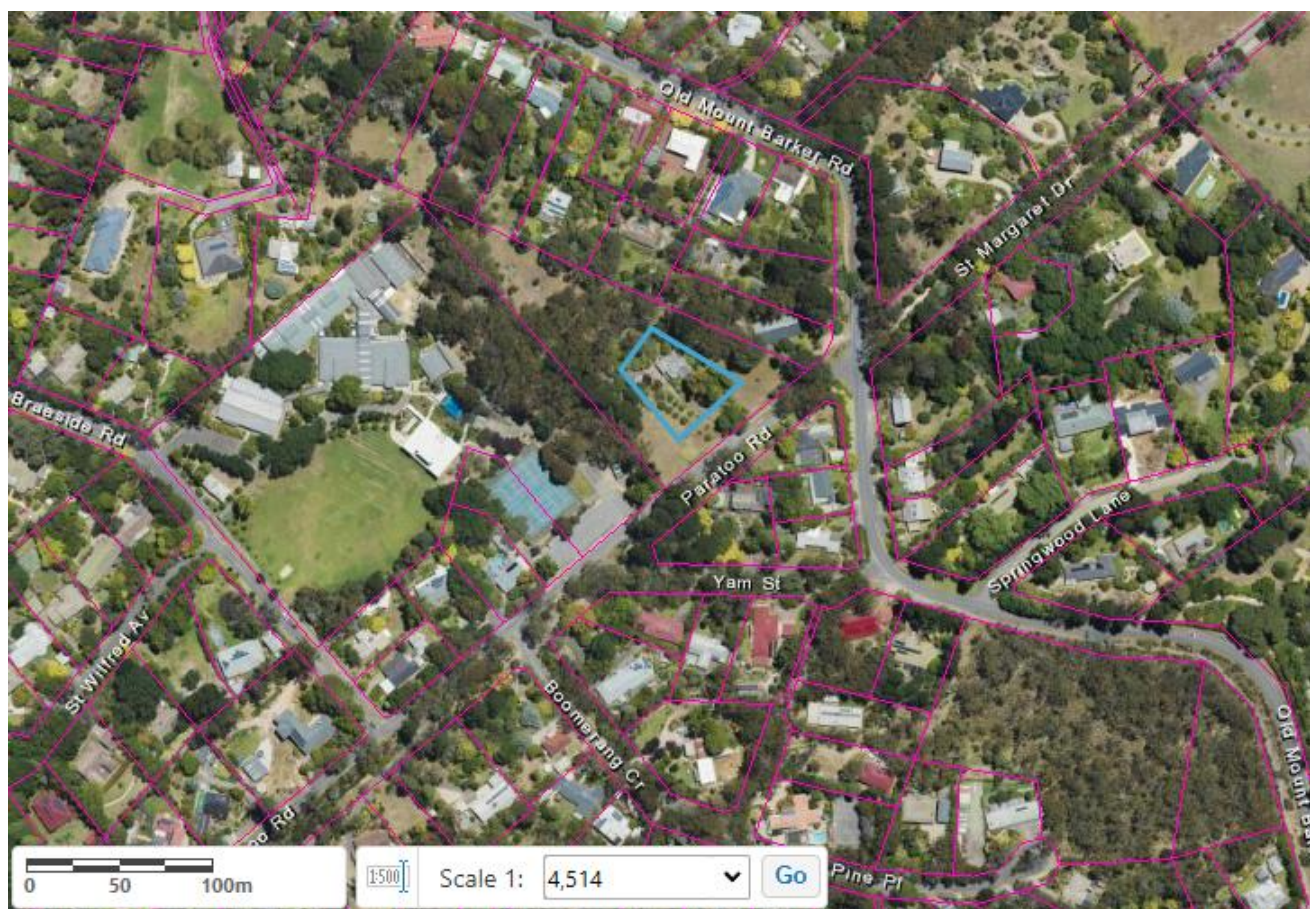 Old Mount Barker Rd
St Margaret Dr
Braeside Rd
Paratoo Rd
Springwood Lane
Yam St
St Wilfred Av
Boomerang Cr
Old Mount
oo Rd
Pine Pl
0 50 100m
1:500
Scale 1: 4,514 Go